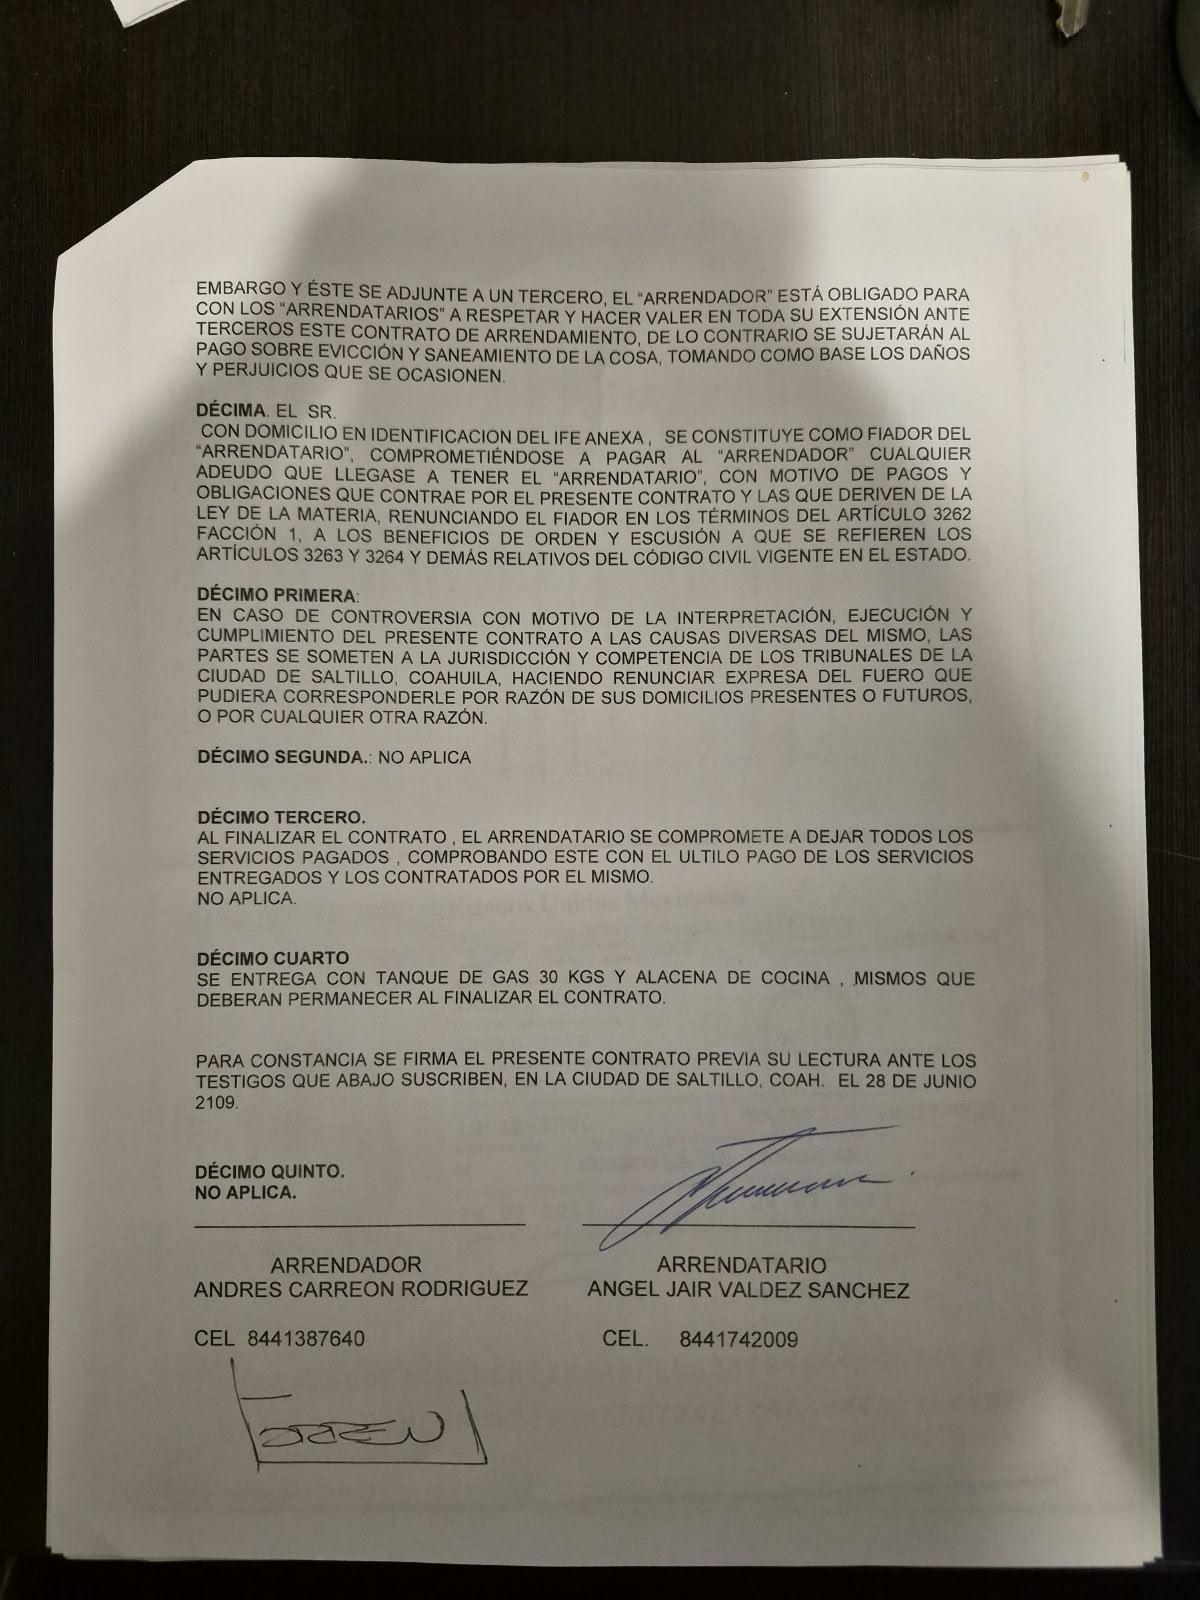 EMBARGO Y ÉSTE SE ADJUNTE A UN TERCERO, EL "ARRENDADOR" ESTÁ OBLIGADO PARA
CON LOS "ARRENDATARIOS" A RESPETAR Y HACER VALER EN TODA SU EXTENSIÓN ANTE
TERCEROS ESTE CONTRATO DE ARRENDAMIENTO, DE LO CONTRARIO SE SUJETARÁN AL
PAGO SOBRE EVICCIÓN Y SANEAMIENTO DE LA COSA, TOMANDO COMO BASE LOS DAÑOS
Y PERJUICIOS QUE SE OCASIONEN.
DÉCIMA. EL SR.
CON DOMICILIO EN IDENTIFICACION DEL IFE ANEXA , SE CONSTITUYE COMO FIADOR DEL
"ARRENDATARIO", COMPROMETIÉNDOSE A PAGAR AL "ARRENDADOR" CUALQUIER
ADEUDO QUE LLEGASE A TENER EL "ARRENDATARIO", CON MOTIVO DE PAGOS Y
OBLIGACIONES QUE CONTRAE POR EL PRESENTE CONTRATO Y LAS QUE DERIVEN DE LA
LEY DE LA MATERIA, RENUNCIANDO EL FIADOR EN LOS TÉRMINOS DEL ARTÍCULO 3262
FACCIÓN 1, A LOS BENEFICIOS DE ORDEN Y ESCUSIÓN A QUE SE REFIEREN LOS
ARTÍCULOS 3263 Y 3264 Y DEMÁS RELATIVOS DEL CÓDIGO CIVIL VIGENTE EN EL ESTADO.
DÉCIMO PRIMERA:
EN CASO DE CONTROVERSIA CON MOTIVO DE LA INTERPRETACIÓN, EJECUCIÓN Y
CUMPLIMIENTO DEL PRESENTE CONTRATO A LAS CAUSAS DIVERSAS DEL MISMO, LAS
PARTES SE SOMETEN A LA JURISDICCIÓN Y COMPETENCIA DE LOS TRIBUNALES DE LA
CIUDAD DE SALTILLO, COAHUILA, HACIENDO RENUNCIAR EXPRESA DEL FUERO QUE
PUDIERA CORRESPONDERLE POR RAZÓN DE SUS DOMICILIOS PRESENTES O FUTUROS,
O POR CUALQUIER OTRA RAZÓN.
DÉCIMO SEGUNDA.: NO APLICA
DÉCIMO TERCERO.
AL FINALIZAR EL CONTRATO , EL ARRENDATARIO SE COMPROMETE A DEJAR TODOS LOS
SERVICIOS PAGADOS , COMPROBANDO ESTE CON EL ULTILO PAGO DE LOS SERVICIOS
ENTREGADOS Y LOS CONTRATADOS POR EL MISMO.
NO APLICA.
DÉCIMO CUARTO
SE ENTREGA CON TANQUE DE GAS 30 KGS Y ALACENA DE COCINA , MISMOS QUE
DEBERAN PERMANECER AL FINALIZAR EL CONTRATO.
PARA CONSTANCIA SE FIRMA EL PRESENTE CONTRATO PREVIA SU LECTURA ANTE LOS
TESTIGOS QUE ABAJO SUSCRIBEN, EN LA CIUDAD DE SALTILLO, COAH. EL 28 DE JUNIO
2109.
DÉCIMO QUINTO.
NO APLICA.
ARRENDADOR ARRENDATARIO
ANDRES CARREON RODRIGUEZ ANGEL JAIR VALDEZ SANCHEZ
CEL 8441387640 CEL. 8441742009